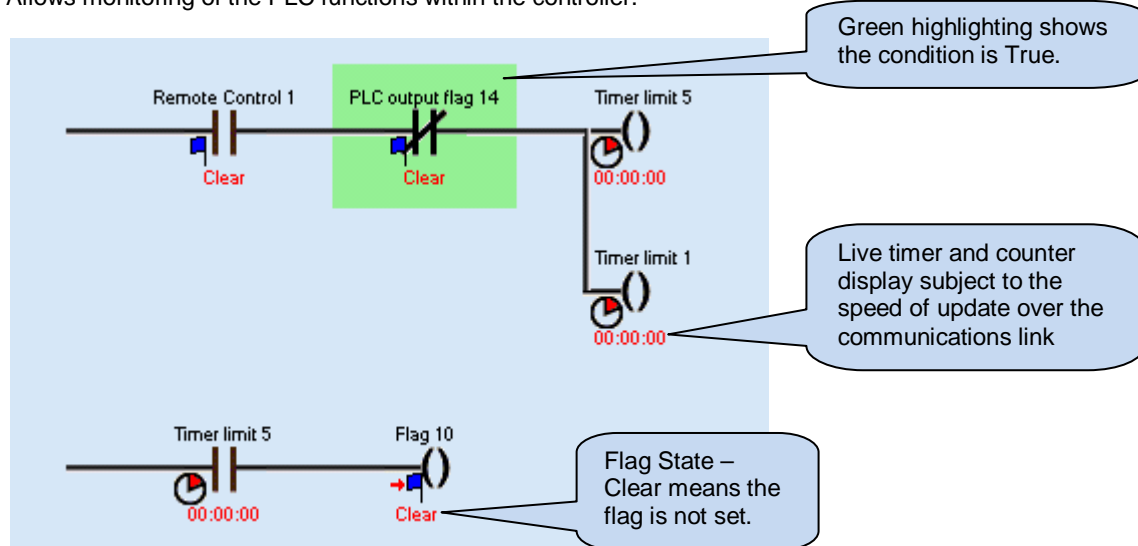 Allows monitoring of the PLC functions within the controller.
Green highlighting shows
the condition is True.
Remote Control 1
PLC output flag 14
Timer limit 5
Clear
Clear
00:00:00
Timer limit 1
00:00:00
Live timer and counter
display subject to the
speed of update over the
communications link
Timer limit 5
Flag 10
00:00:00
Clear
Flag State –
Clear means the
flag is not set.